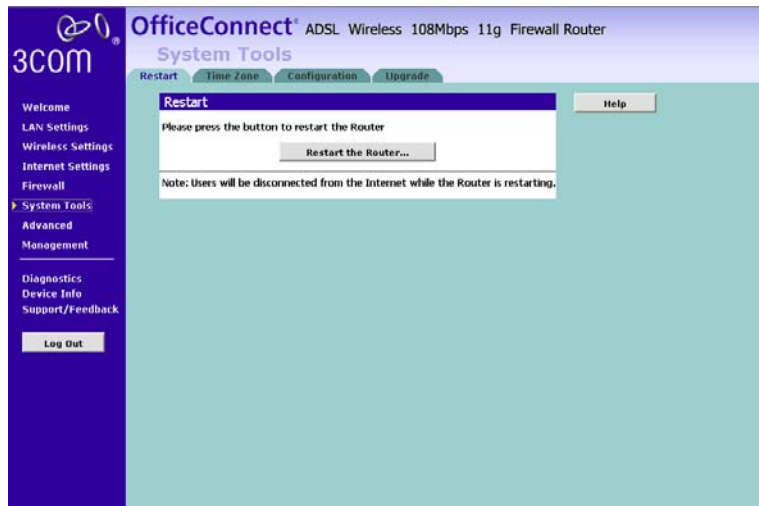 3COM
OfficeConnect® ADSL Wireless 108Mbps 11g Firewall Router
System Tools
Restart Time Zone Configuration Upgrade
Welcome
LAN Settings
Wireless Settings
Internet Settings
Firewall
System Tools
Advanced
Management
Diagnostics
Device Info
Support/Feedback
Log Out
Restart
Please press the button to restart the Router
Restart the Router...
Note: Users will be disconnected from the Internet while the Router is restarting.
Help